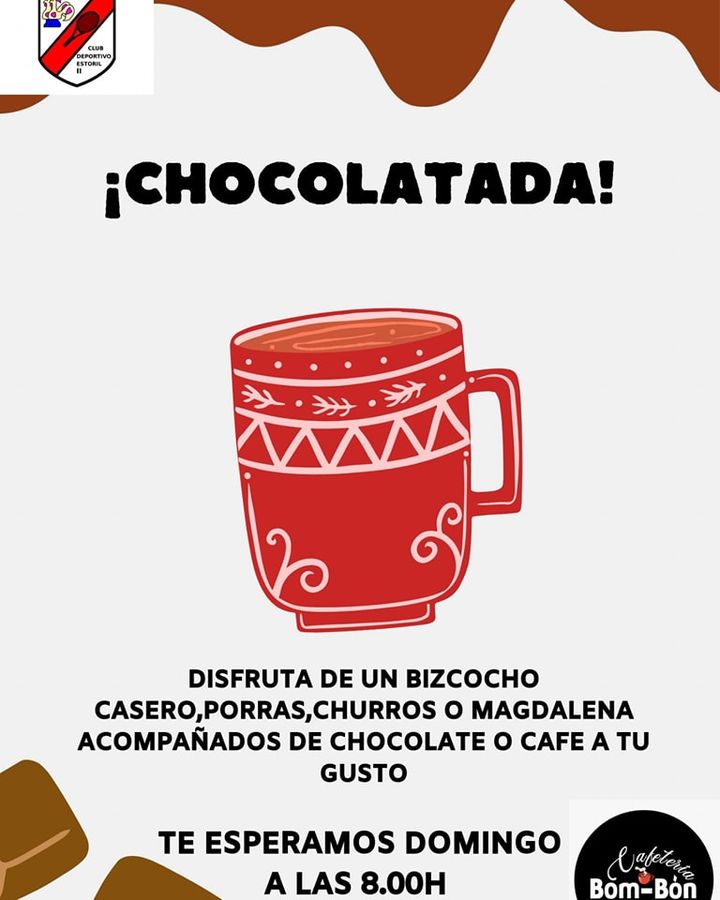 CLUB
DEPORTIVO
ESTORIL
II
¡CHOCOLATADA!
DISFRUTA DE UN BIZCOCHO
CASERO,PORRAS,CHURROS O MAGDALENA
ACOMPAÑADOS DE CHOCOLATE O CAFE A TU
GUSTO
TE ESPERAMOS DOMINGO
A LAS 8.00H
Cafetería
Bom-Bòn